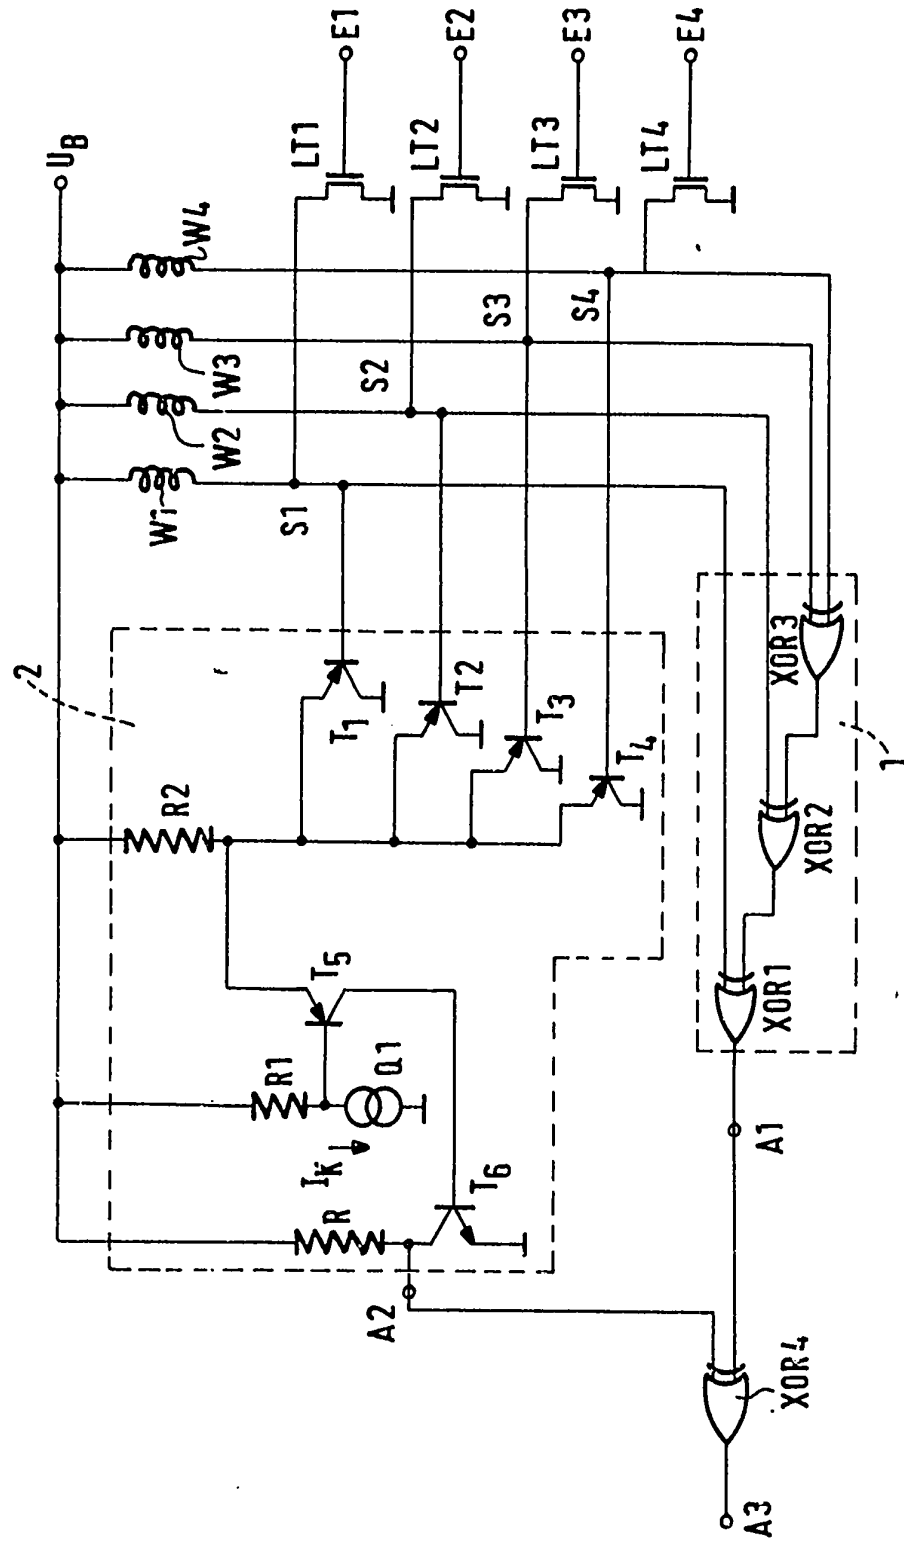 U_B
E1
E2
E3
E4
LT1
LT2
LT3
LT4
W4
W3
W2
W1
S1
S2
S3
S4
2
R2
T1
T2
T3
T4
T5
R1
Q1
I_K
R
T6
A2
XOR3
XOR2
XOR1
1
A1
XOR4
A3